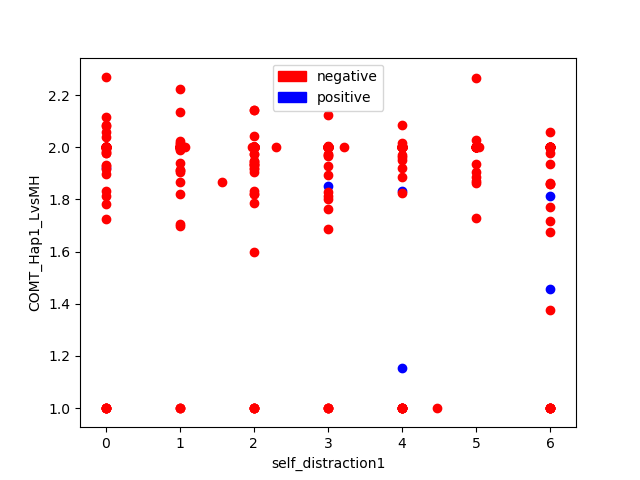 negative
positive
2.2
2.0
1.8
1.6
1.4
1.2
1.0
COMT_Hap1_LvsMH
0 1 2 3 4 5 6
self_distraction1